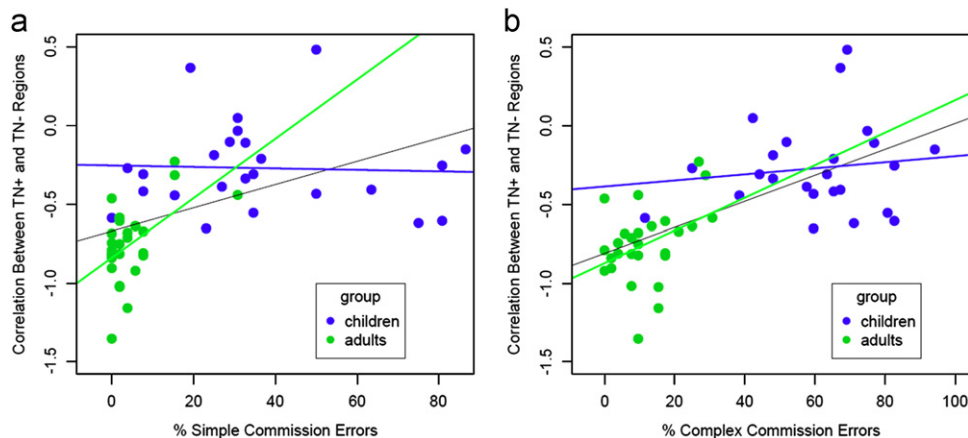 a
Correlation Between TN+ and TN- Regions
0.5
0.0
-0.5
-1.0
-1.5
group
children
adults
0 20 40 60 80
% Simple Commission Errors
b
Correlation Between TN+ and TN- Regions
0.5
0.0
-0.5
-1.0
-1.5
group
children
adults
0 20 40 60 80 100
% Complex Commission Errors